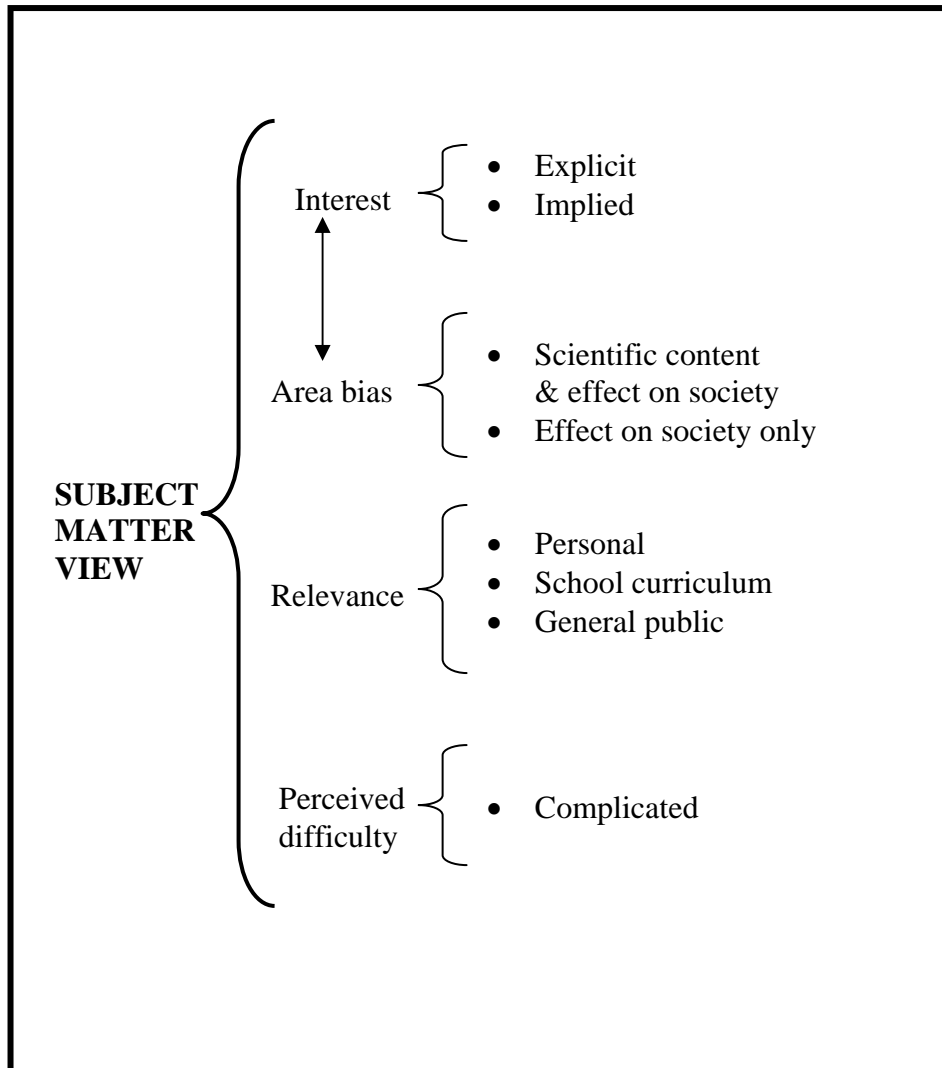 SUBJECT
MATTER
VIEW
Interest
• Explicit
• Implied
Area bias
• Scientific content
& effect on society
• Effect on society only
Relevance
• Personal
• School curriculum
• General public
Perceived
difficulty
• Complicated